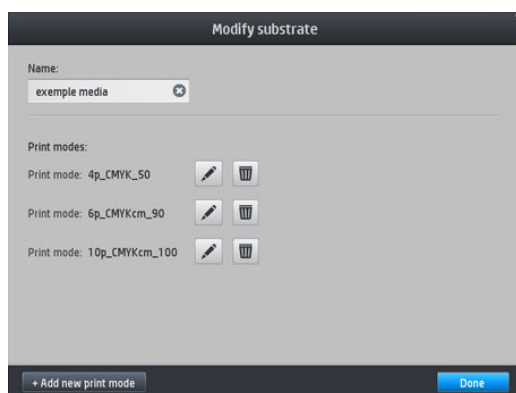 Modify substrate
Name:
exemple media
Print modes:
Print mode: 4p_CMYK_50
Print mode: 6p_CMYKcm_90
Print mode: 10p_CMYKcm_100
+ Add new print mode
Done